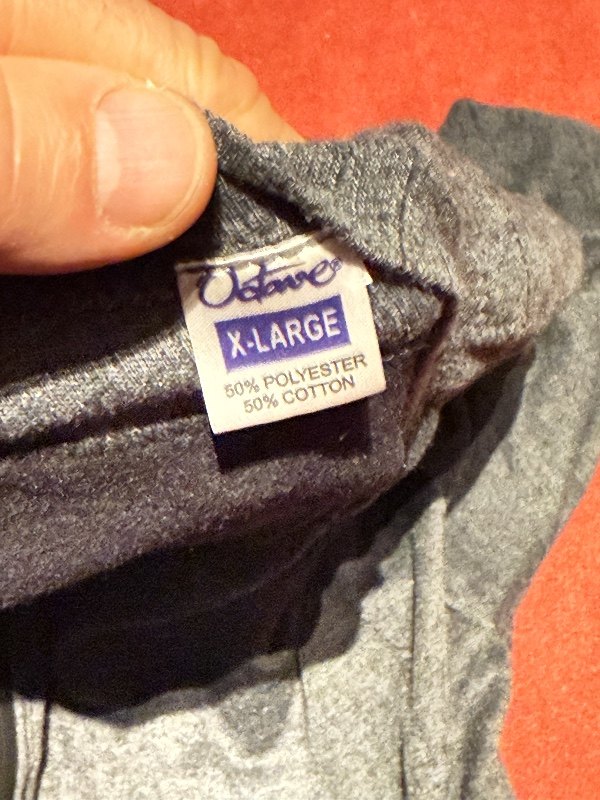 Octave®
X-LARGE
50% POLYESTER
50% COTTON